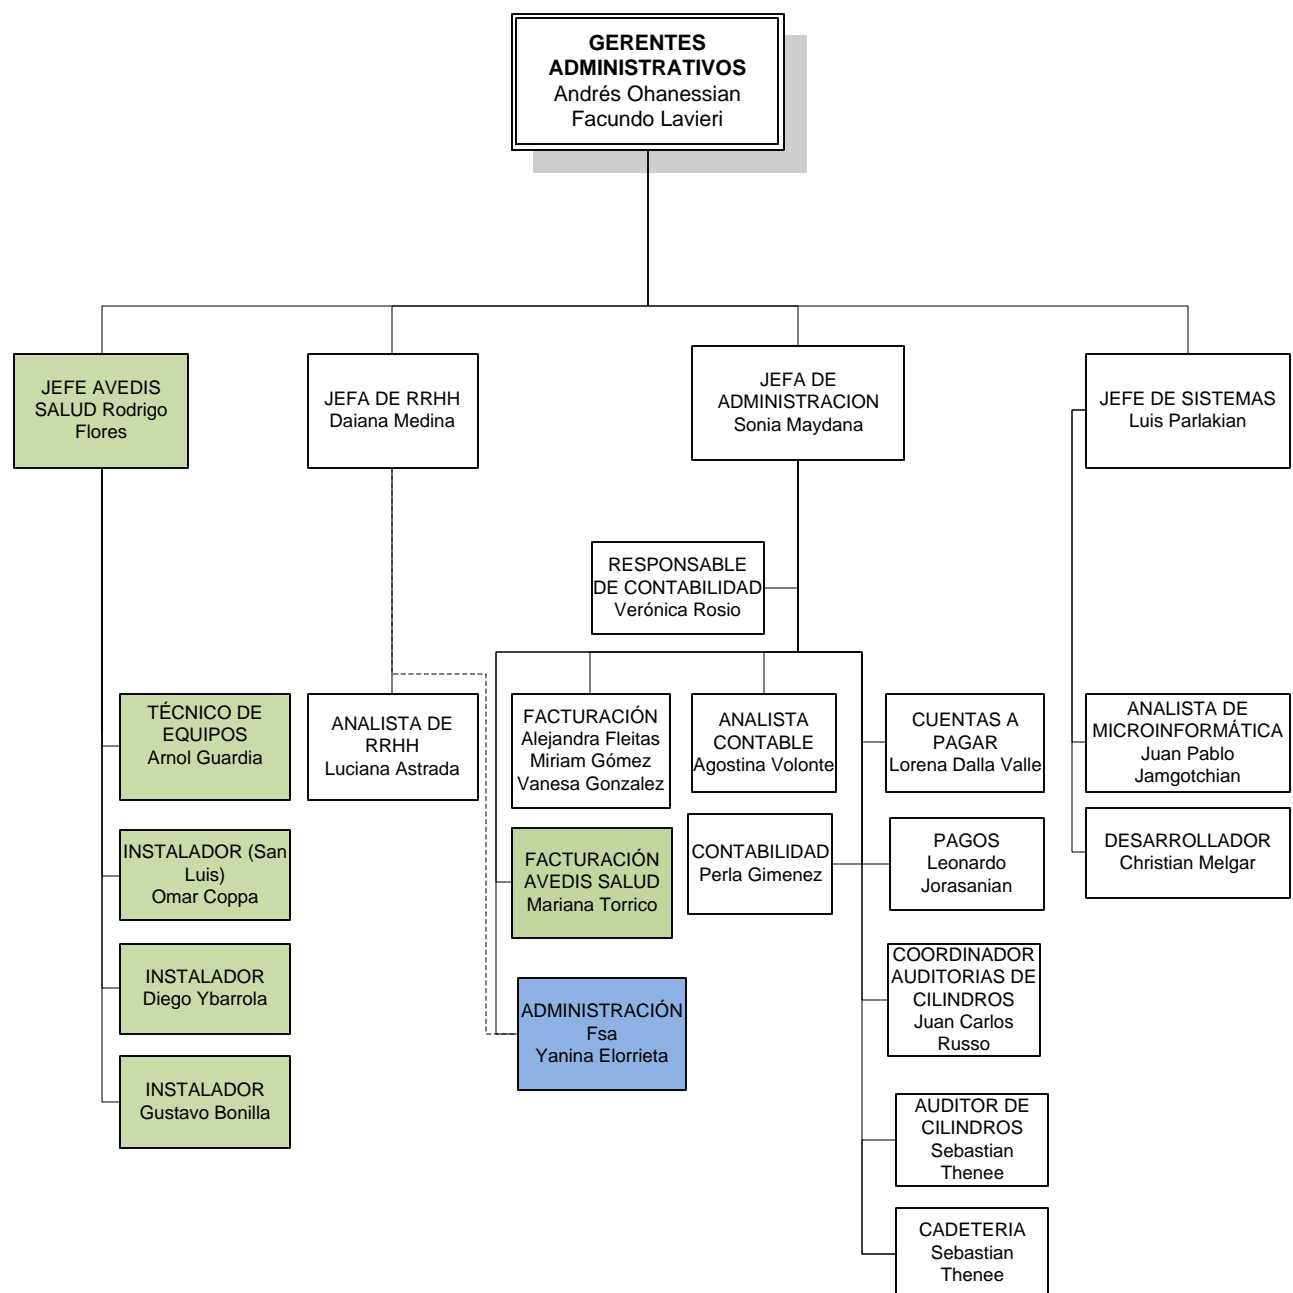 GERENTES
ADMINISTRATIVOS
Andrés Ohanessian
Facundo Lavieri
JEFE AVEDIS
SALUD Rodrigo
Flores
JEFA DE RRHH
Daiana Medina
JEFA DE
ADMINISTRACION
Sonia Maydana
JEFE DE SISTEMAS
Luis Parlakian
RESPONSABLE
DE CONTABILIDAD
Verónica Rosio
TÉCNICO DE
EQUIPOS
Arnol Guardia
ANALISTA DE
RRHH
Luciana Astrada
FACTURACIÓN
Alejandra Fleitas
Miriam Gómez
Vanesa Gonzalez
ANALISTA
CONTABLE
Agostina Volonte
CUENTAS A
PAGAR
Lorena Dalla Valle
ANALISTA DE
MICROINFORMÁTICA
Juan Pablo
Jamgotchian
INSTALADOR (San
Luis)
Omar Coppa
FACTURACIÓN
AVEDIS SALUD
Mariana Torrico
CONTABILIDAD
Perla Gimenez
PAGOS
Leonardo
Jorasanian
DESARROLLADOR
Christian Melgar
INSTALADOR
Diego Ybarrola
ADMINISTRACIÓN
Fsa
Yanina Elorrieta
COORDINADOR
AUDITORIAS DE
CILINDROS
Juan Carlos
Russo
INSTALADOR
Gustavo Bonilla
AUDITOR DE
CILINDROS
Sebastian
Thenee
CADETERIA
Sebastian
Thenee